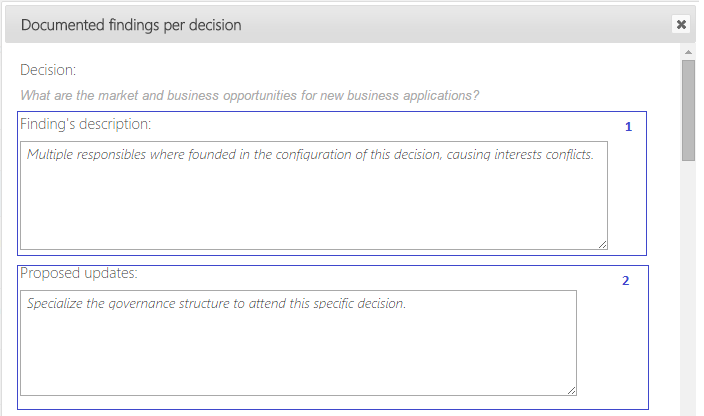 Documented findings per decision
Decision:
What are the market and business opportunities for new business applications?
Finding's description:
1
Multiple responsibles where founded in the configuration of this decision, causing interests conflicts.
Proposed updates:
2
Specialize the governance structure to attend this specific decision.